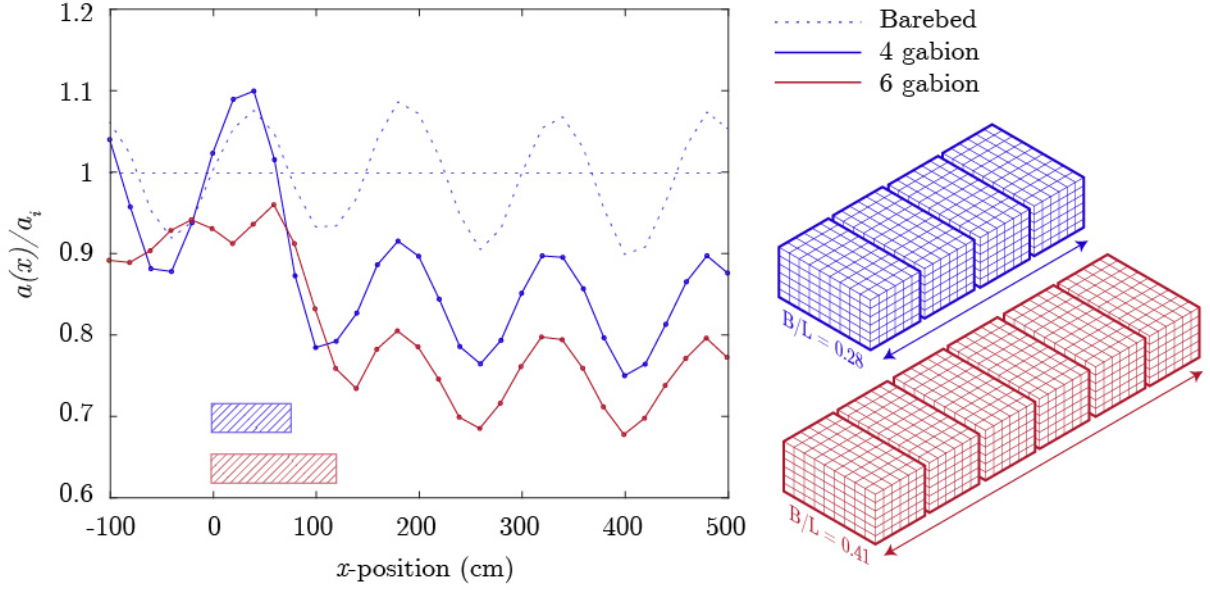 1.2
1.1
1
0.9
0.8
0.7
0.6
a(x)/a_i
-100
0
100
200
300
400
500
x-position (cm)
Barebed
4 gabion
6 gabion
B/L = 0.28
B/L = 0.41